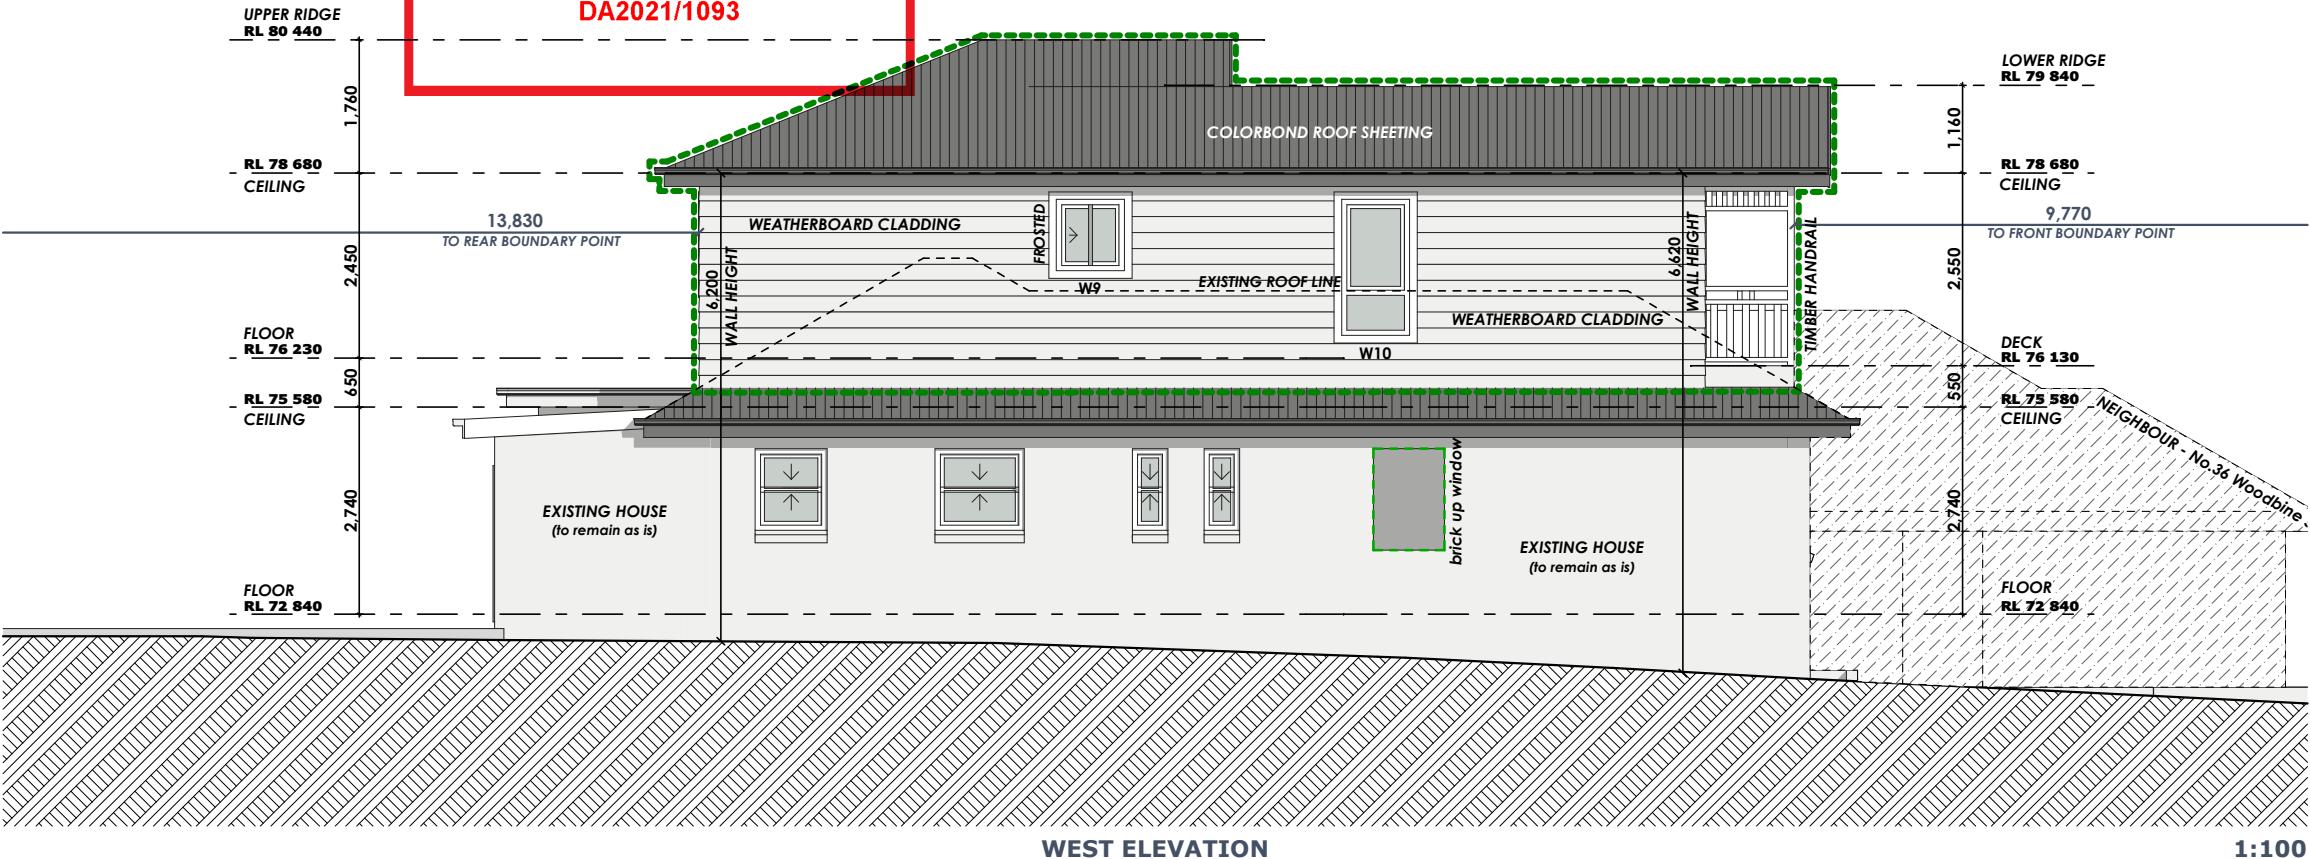 DA2021/1093
UPPER RIDGE
RL 80 440
1,760
RL 78 680
CEILING
13,830
TO REAR BOUNDARY POINT
2,450
FLOOR
RL 76 230
650
RL 75 580
CEILING
2,740
FLOOR
RL 72 840
COLORBOND ROOF SHEETING
WEATHERBOARD CLADDING
FROSTED
W9
EXISTING ROOF LINE
WEATHERBOARD CLADDING
W10
6,200
WALL HEIGHT
6,620
WALL HEIGHT
TIMBER HANDRAIL
EXISTING HOUSE
(to remain as is)
brick up window
EXISTING HOUSE
(to remain as is)
LOWER RIDGE
RL 79 840
1,160
RL 78 680
CEILING
9,770
TO FRONT BOUNDARY POINT
2,550
DECK
RL 76 130
550
RL 75 580
CEILING
NEIGHBOUR - No.36 Woodbine -
2,740
FLOOR
RL 72 840
WEST ELEVATION
1:100